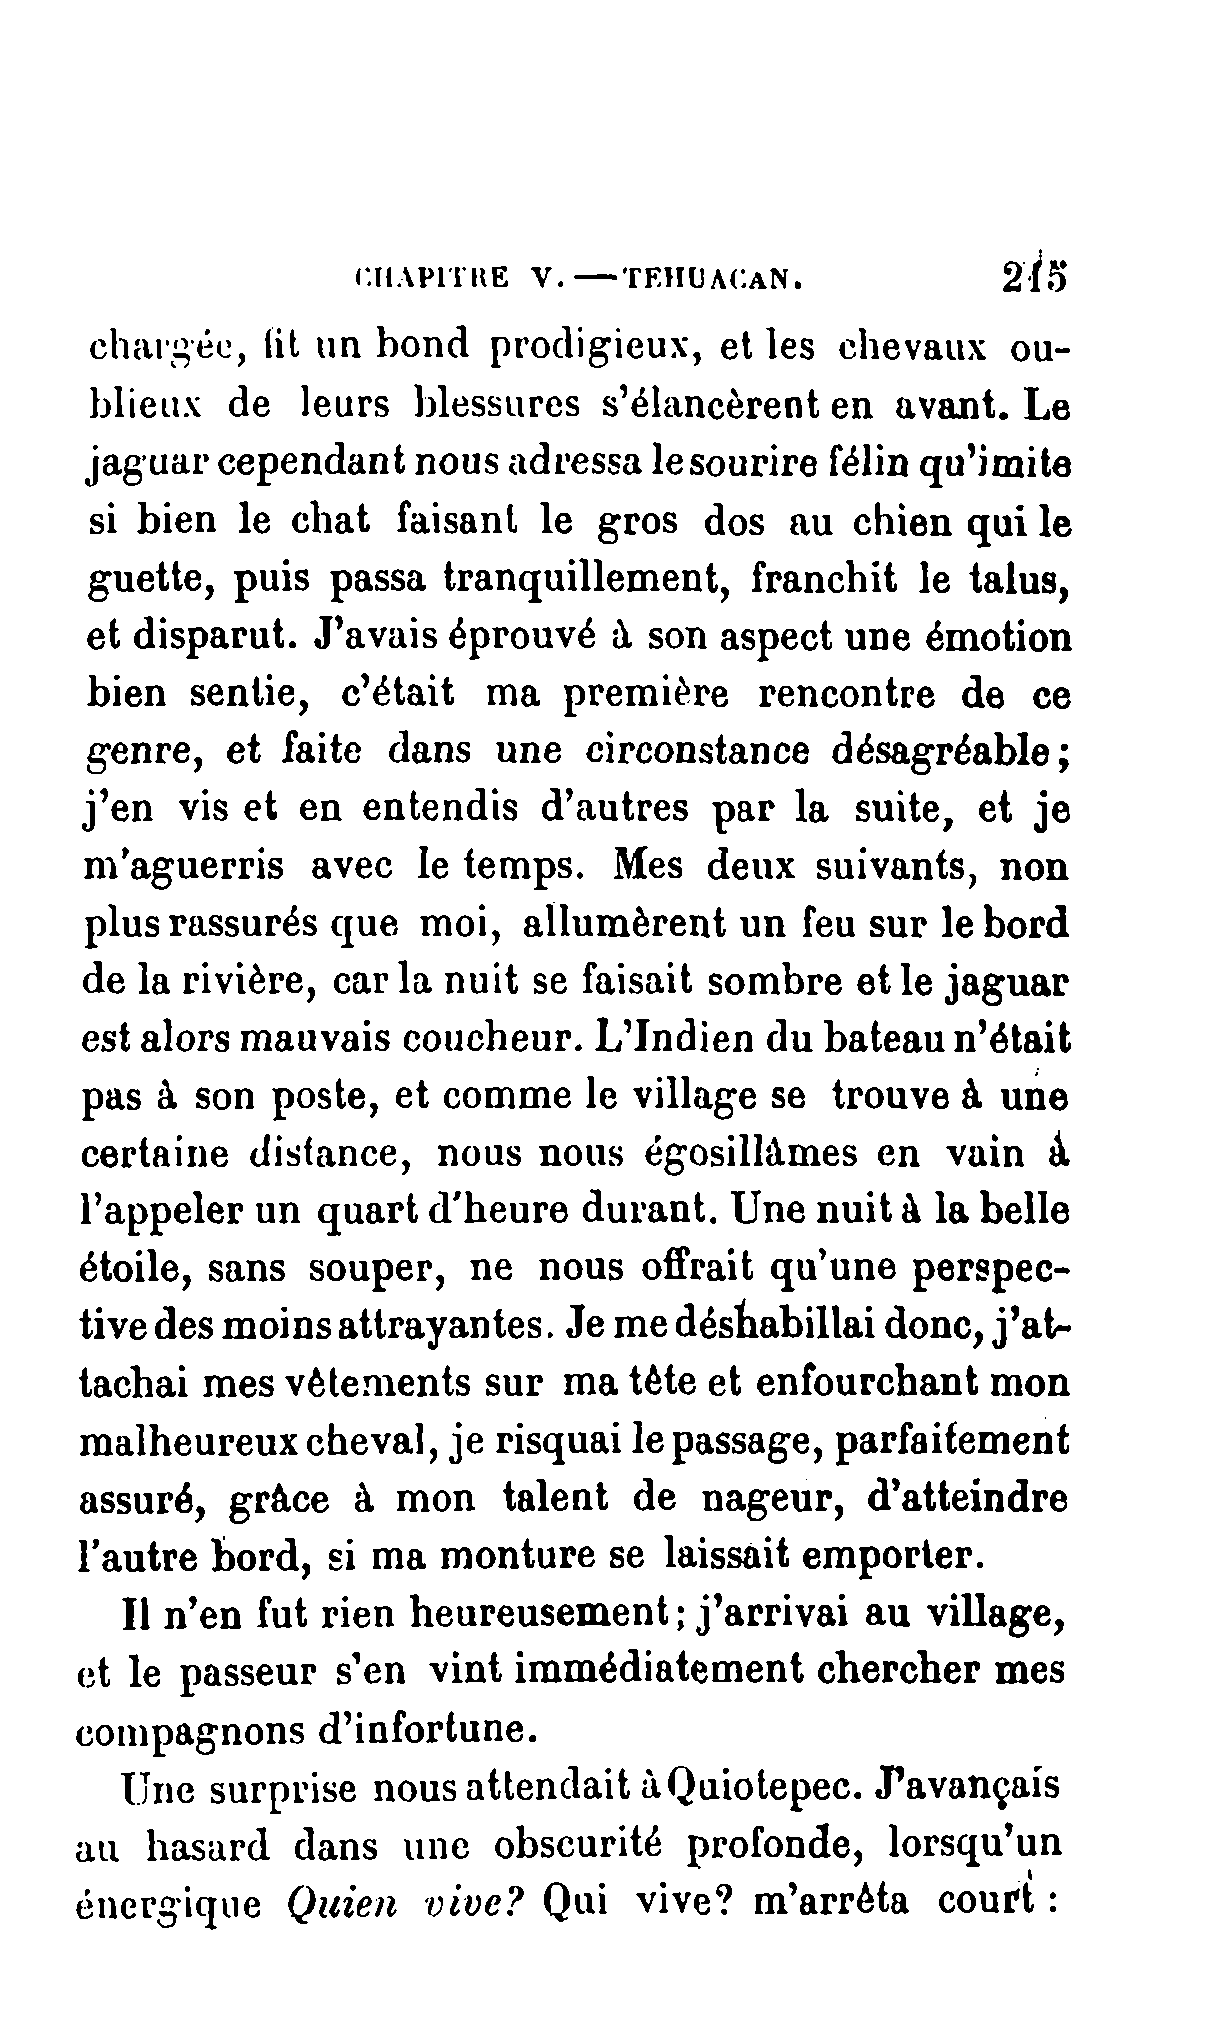 CHAPITRE V. — TEHUACAN. 215
chargée, fit un bond prodigieux, et les chevaux ou-
blieux de leurs blessures s'élancèrent en avant. Le
jaguar cependant nous adressa le sourire félin qu'imite
si bien le chat faisant le gros dos au chien qui le
guette, puis passa tranquillement, franchit le talus,
et disparut. J'avais éprouvé à son aspect une émotion
bien sentie, c'était ma première rencontre de ce
genre, et faite dans une circonstance désagréable;
j'en vis et en entendis d'autres par la suite, et je
m'aguerris avec le temps. Mes deux suivants, non
plus rassurés que moi, allumèrent un feu sur le bord
de la rivière, car la nuit se faisait sombre et le jaguar
est alors mauvais coucheur. L'Indien du bateau n'était
pas à son poste, et comme le village se trouve à une
certaine distance, nous nous égosillâmes en vain à
l'appeler un quart d'heure durant. Une nuit à la belle
étoile, sans souper, ne nous offrait qu'une perspec-
tive des moins attrayantes. Je me déshabillai donc, j'at-
tachai mes vêtements sur ma tête et enfourchant mon
malheureux cheval, je risquai le passage, parfaitement
assuré, grâce à mon talent de nageur, d'atteindre
l'autre bord, si ma monture se laissait emporter.
Il n'en fut rien heureusement; j'arrivai au village,
et le passeur s'en vint immédiatement chercher mes
compagnons d'infortune.
Une surprise nous attendait à Quiotepec. J'avançais
au hasard dans une obscurité profonde, lorsqu'un
énergique Quien vive? Qui vive? m'arrêta court :